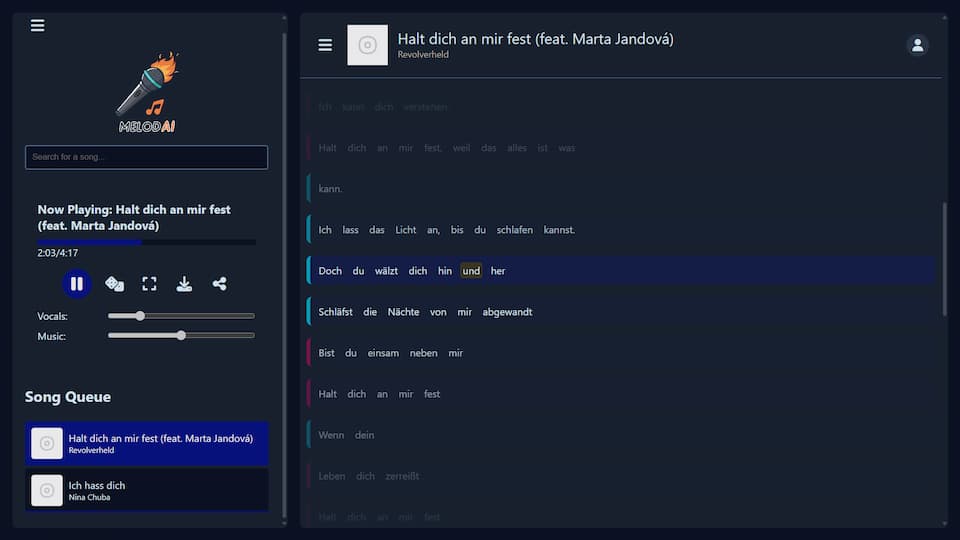 MELODAI
Search for a song...
Now Playing: Halt dich an mir fest
(feat. Marta Jandová)
2:03/4:17
Vocals:
Music:
Song Queue
Halt dich an mir fest (feat. Marta Jandová)
Revolverheld
Ich hass dich
Nina Chuba
Halt dich an mir fest (feat. Marta Jandová)
Revolverheld
Ich kann dich verstehen
Halt dich an mir fest, weil das alles ist was
kann.
Ich lass das Licht an, bis du schlafen kannst.
Doch du wälzt dich hin und her
Schläfst die Nächte von mir abgewandt
Bist du einsam neben mir
Halt dich an mir fest
Wenn dein
Leben dich zerreißt
Halt dich an mir fest